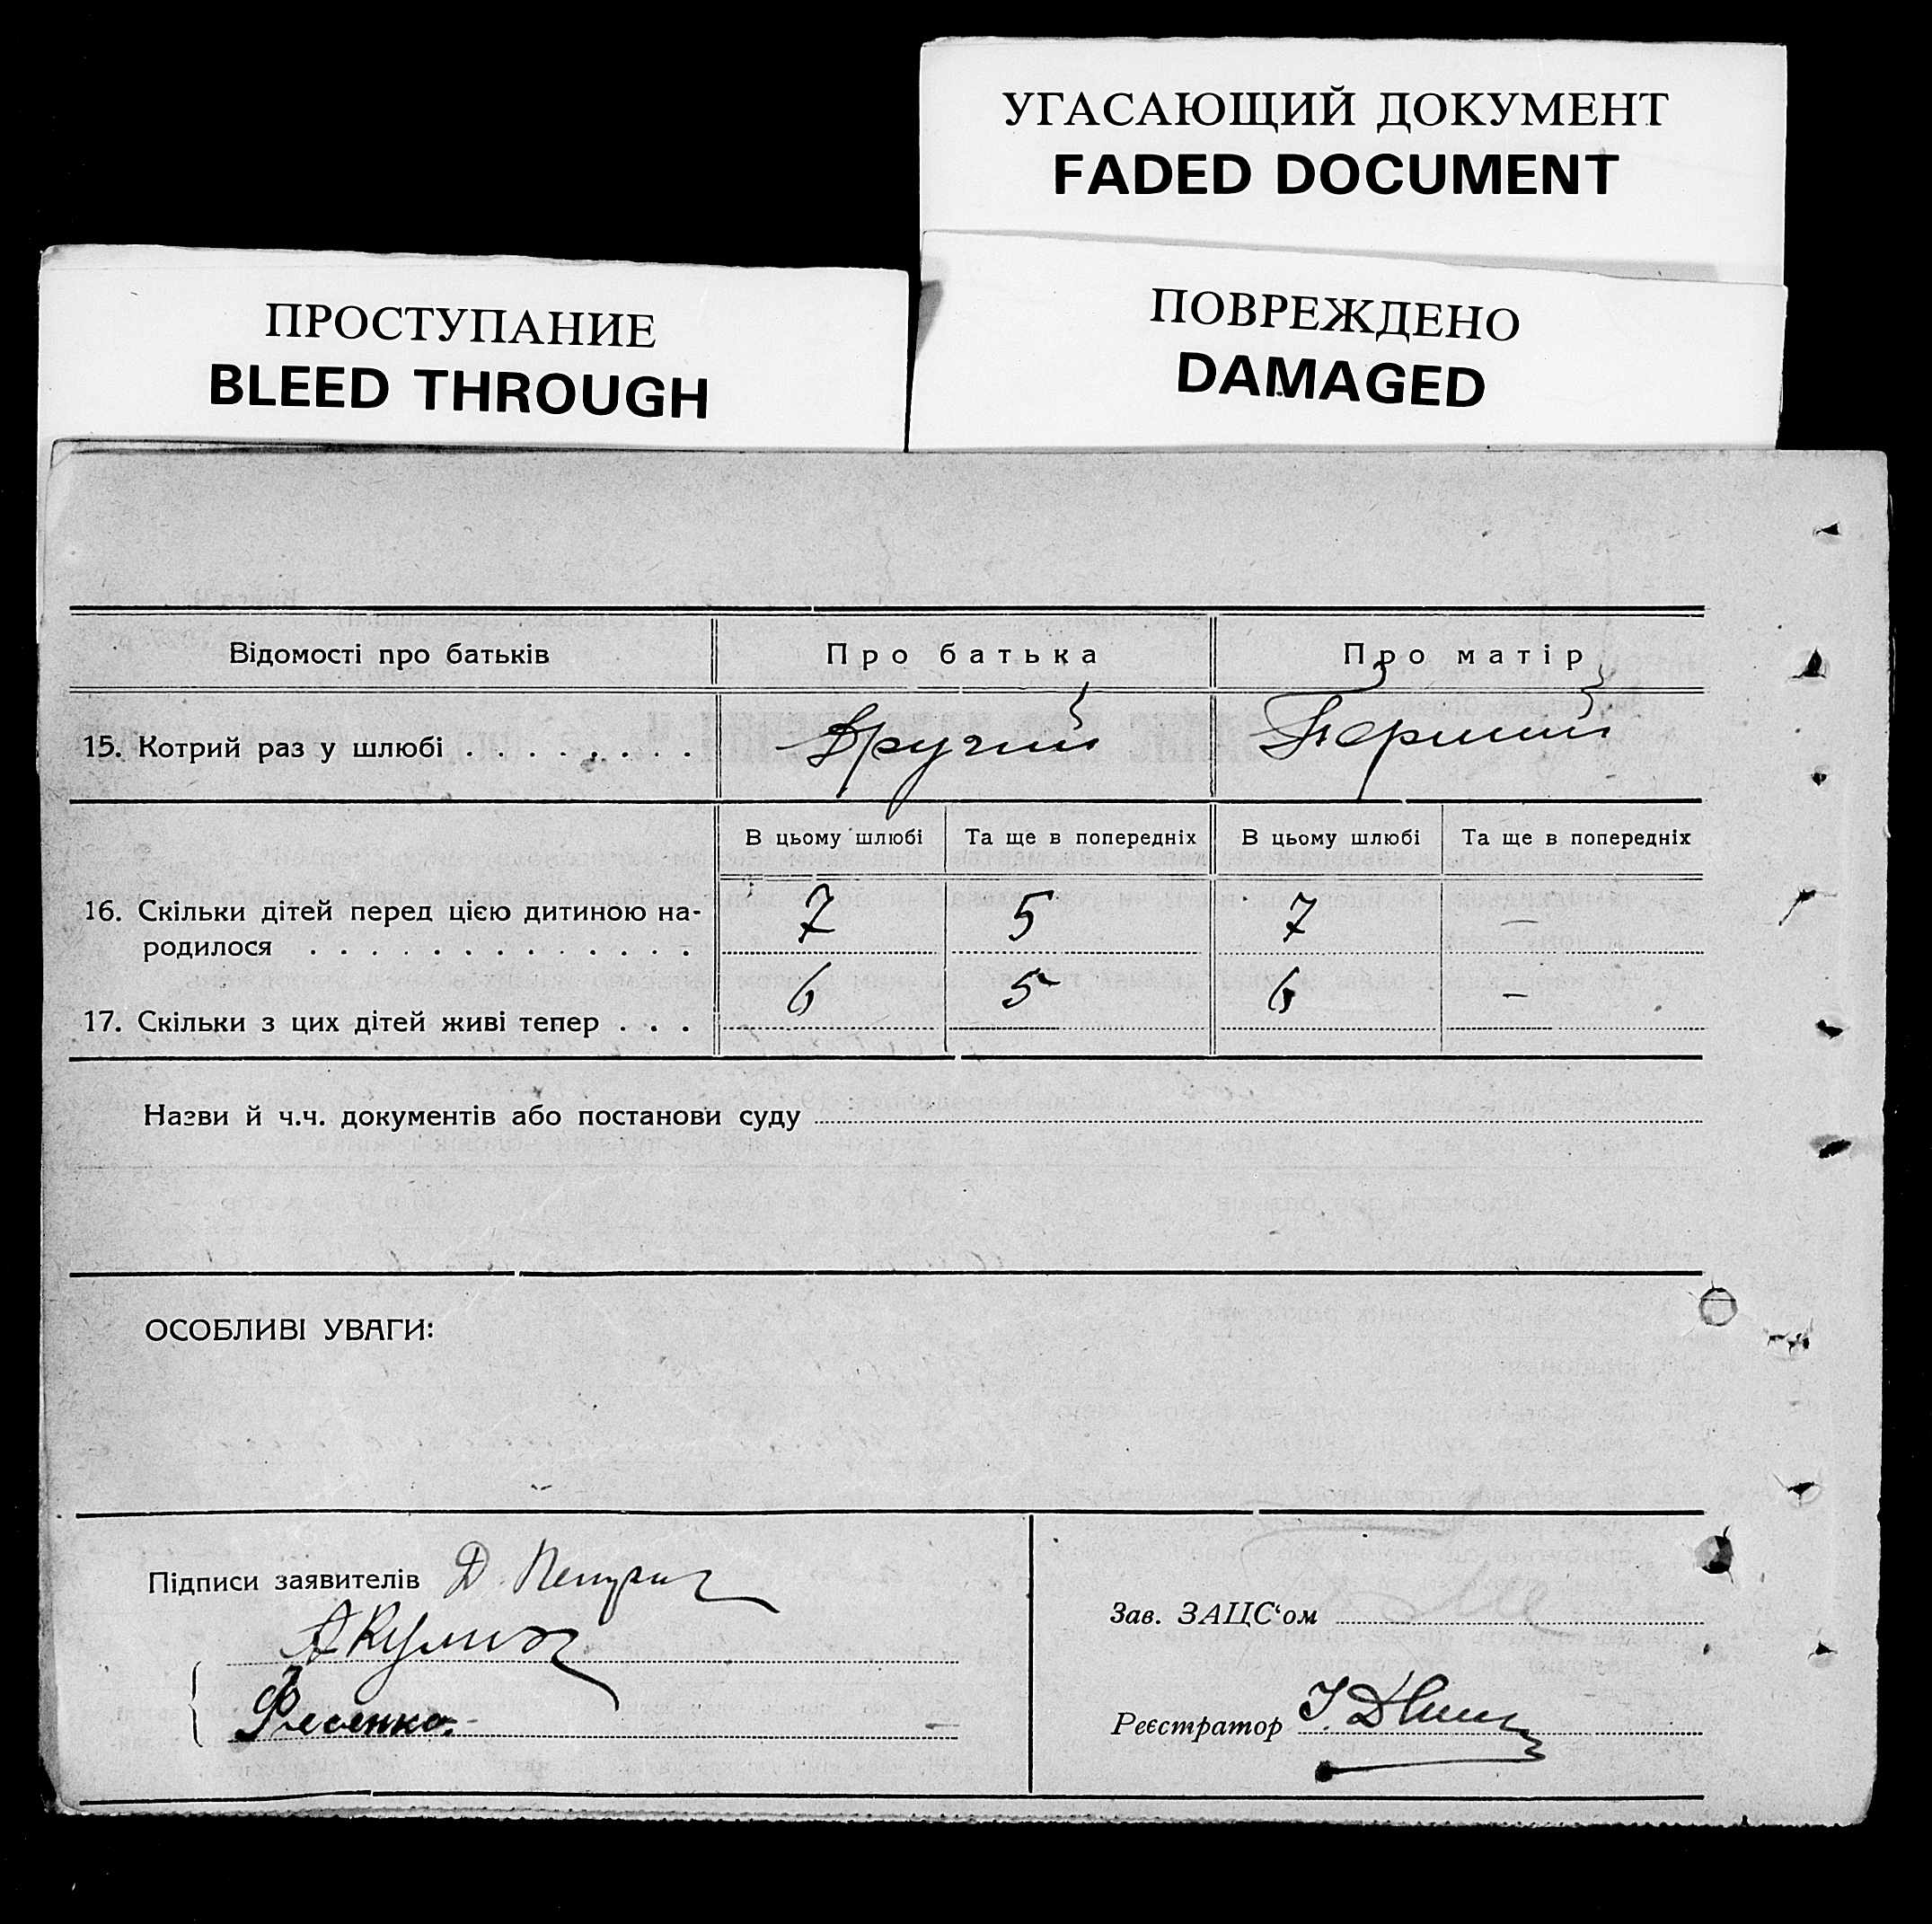 УГАСАЮЩИЙ ДОКУМЕНТ
FADED DOCUMENT
ПРОСТУПАНИЕ
BLEED THROUGH
ПОВРЕЖДЕНО
DAMAGED
Відомості про батьків Про батька Про матір
15. Котрий раз у шлюбі . . . . . . . . Другий Перший
В цьому шлюбі Та ще в попередніх В цьому шлюбі Та ще в попередніх
16. Скільки дітей перед цією дитиною на- 7 5 7 –
родилося . . . . . . . . . . . . . .
17. Скільки з цих дітей живі тепер . . . 6 5 6 –
Назви й ч.ч. документів або постанови суду
ОСОБЛИВІ УВАГИ:
Підписи заявителів Д.
Зав. ЗАЦС‘ом
Фесенко.
Реєстратор